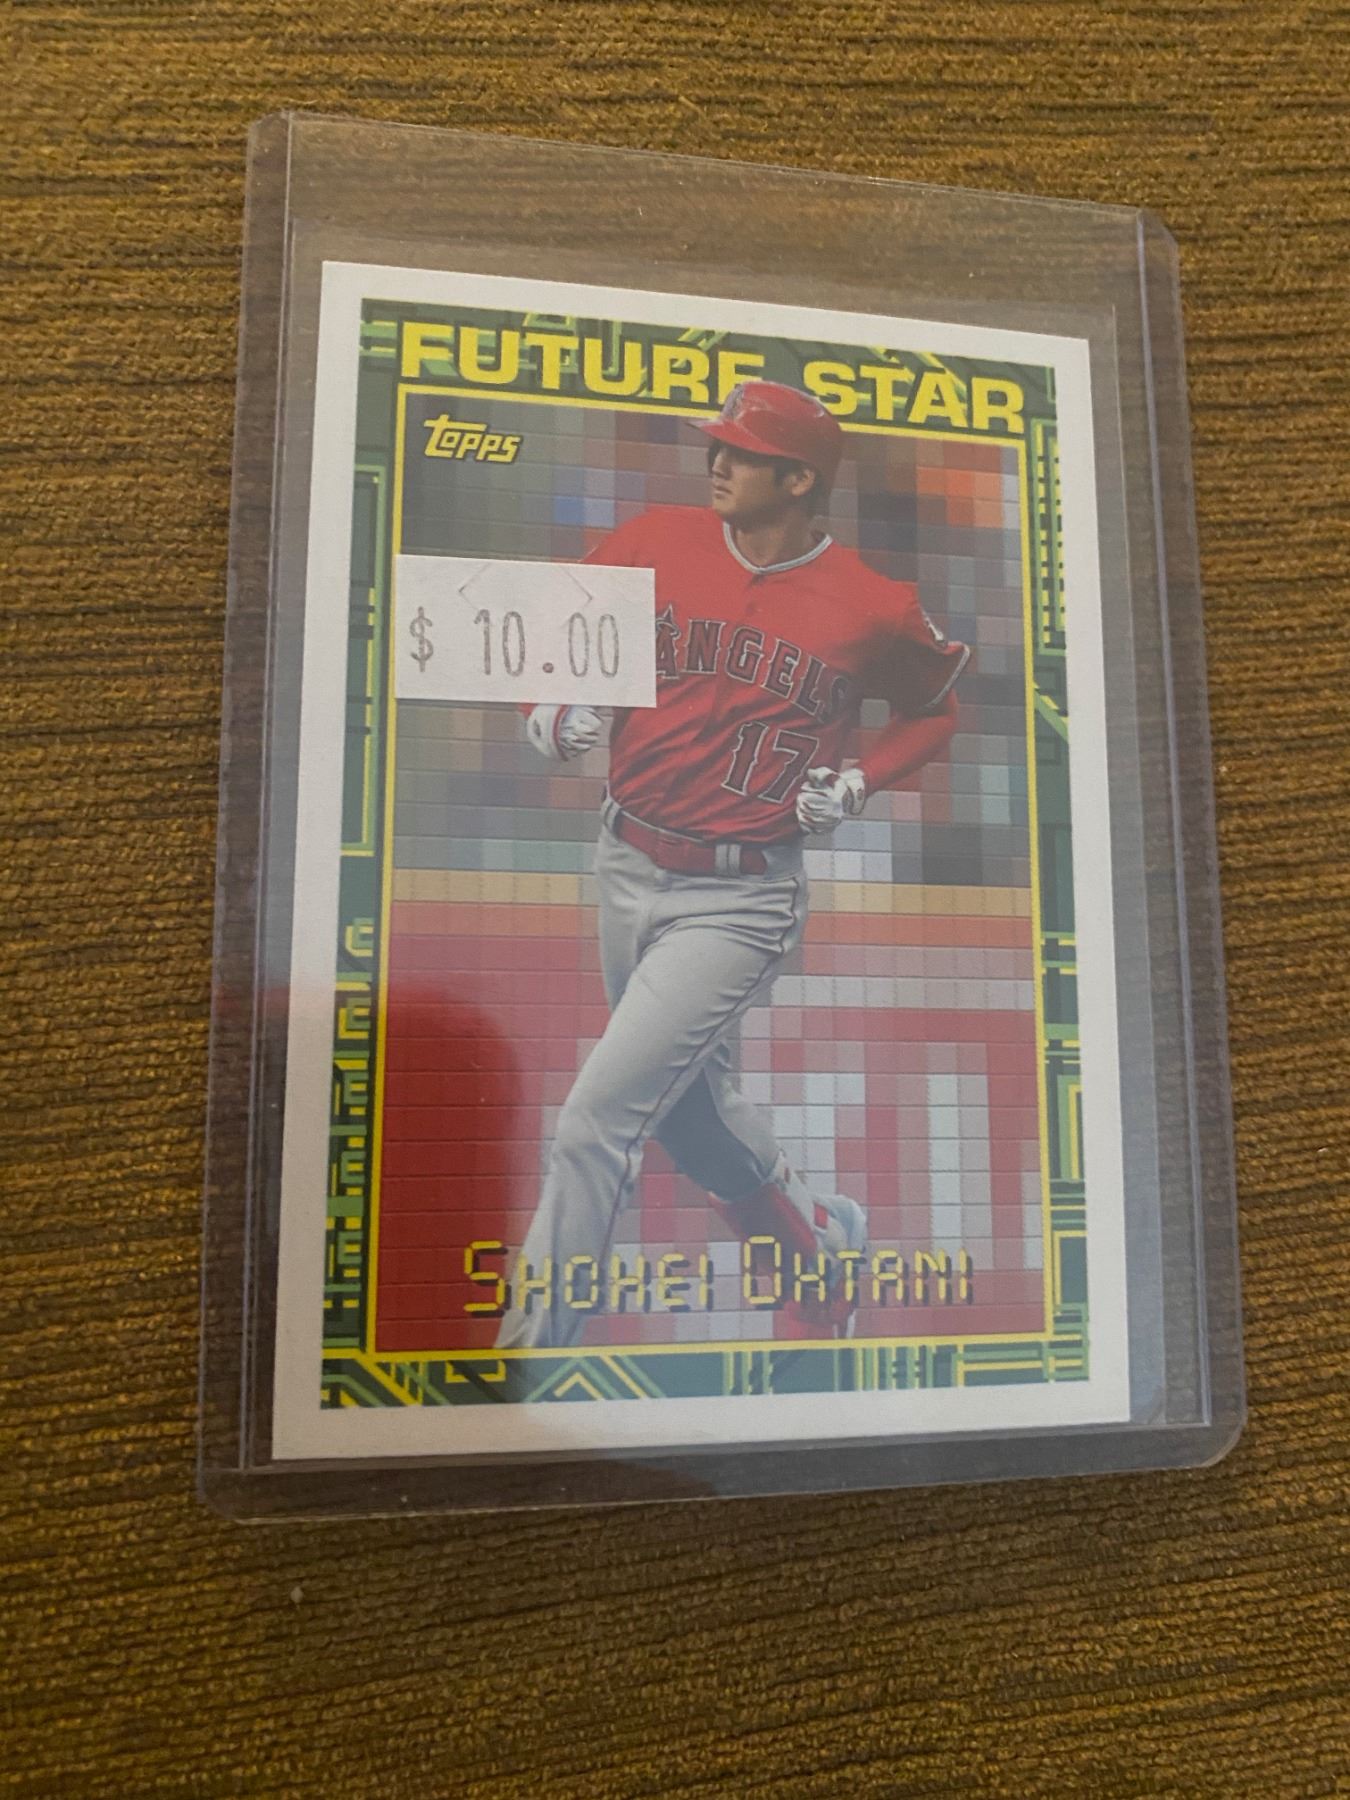 FUTURE STAR
topps
$ 10.00
ANGELS
17
SHOHEI OHTANI